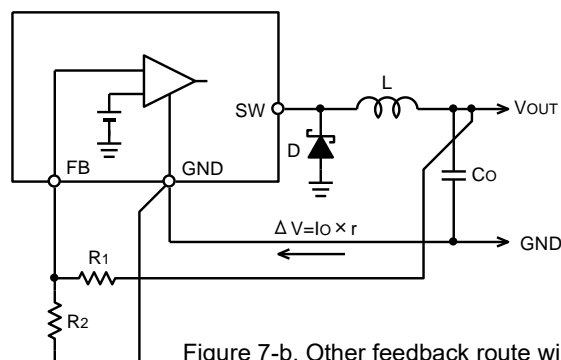 L
SW
VOUT
D
FB
GND
CO
ΔV=IO×r
GND
R1
R2
Figure 7-b. Other feedback route wi